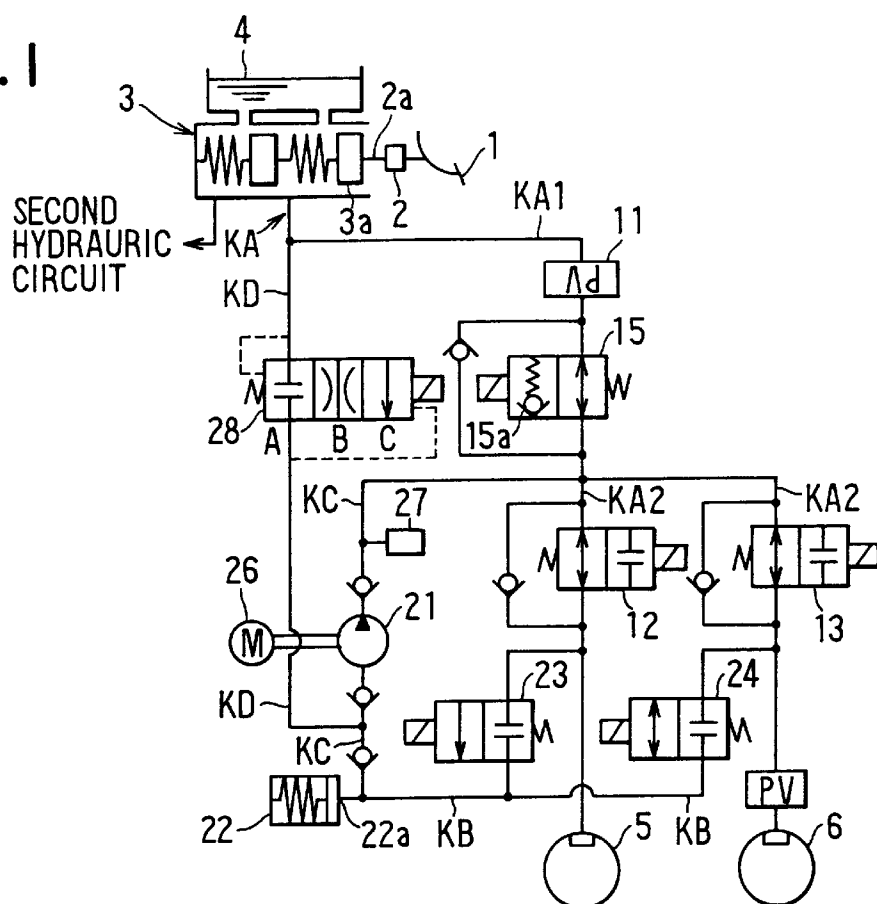 . 1
4
3
2a
1
3a
2
SECOND
HYDRAURIC
CIRCUIT
KA
KA1
11
PV
KD
15
15a
28
A
B
C
KC
27
KA2
KA2
26
M
21
12
13
KD
23
24
KC
PV
22
22a
KB
KB
5
6